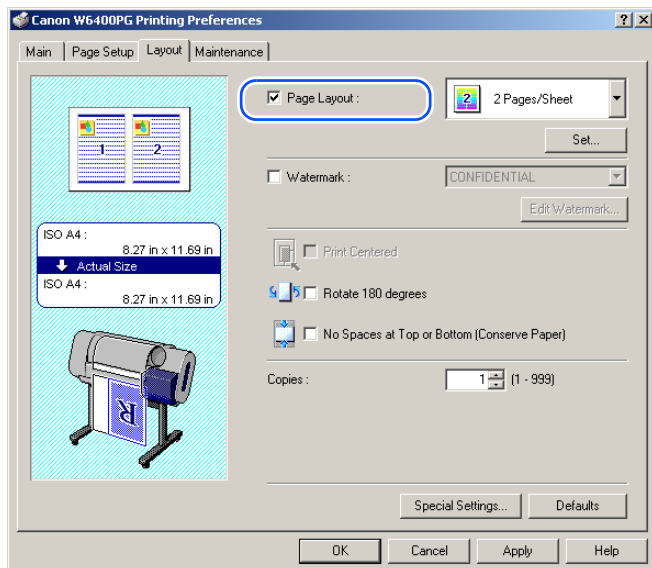 Canon W6400PG Printing Preferences
Main Page Setup Layout Maintenance
1 2
ISO A4 :
8.27 in x 11.69 in
Actual Size
ISO A4 :
8.27 in x 11.69 in
R
Page Layout :
2 2 Pages/Sheet
Set...
Watermark :
CONFIDENTIAL
Edit Watermark...
Print Centered
Rotate 180 degrees
No Spaces at Top or Bottom (Conserve Paper)
Copies :
1 (1 - 999)
Special Settings... Defaults
OK Cancel Apply Help